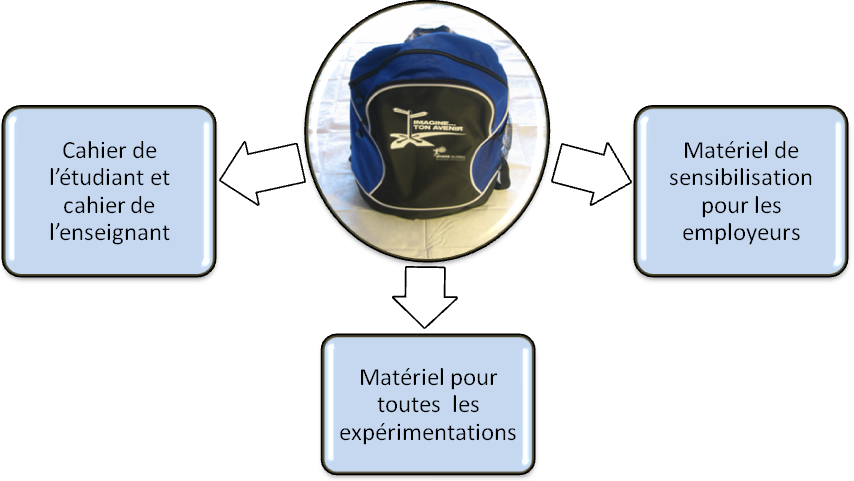 IMAGINE...
TON AVENIR
Cahier de
l'étudiant et
cahier de
l'enseignant
Matériel de
sensibilisation
pour les
employeurs
Matériel pour
toutes les
expérimentations